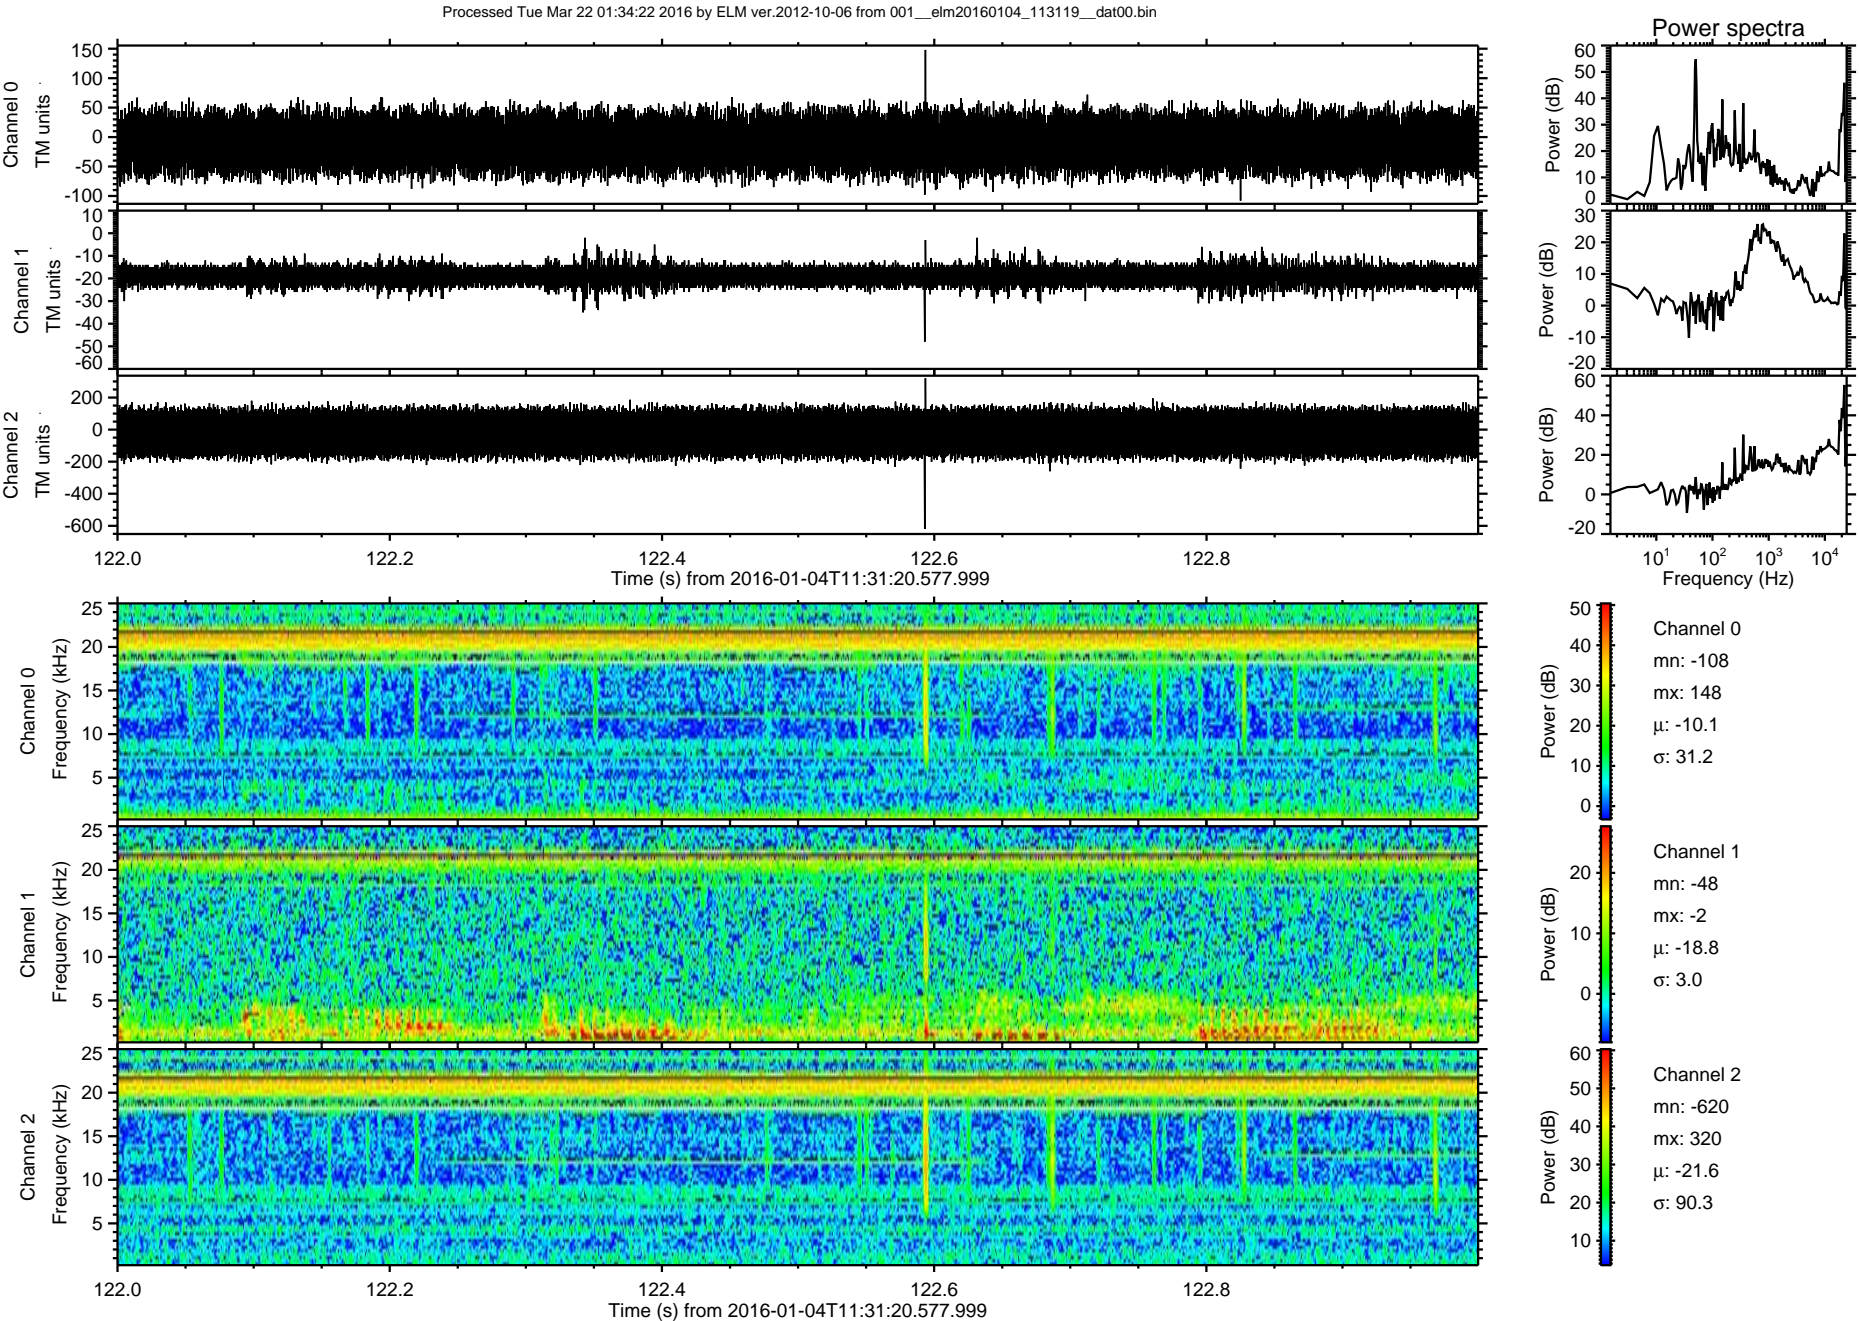 Processed Tue Mar 22 01:34:22 2016 by ELM ver.2012-10-06 from 001__elm20160104_113119__dat00.bin
Power spectra
Channel 0
TM units
150
100
50
0
-50
-100
Power (dB)
60
50
40
30
20
10
0
Channel 1
TM units
10
0
-10
-20
-30
-40
-50
-60
Power (dB)
30
20
10
0
-10
-20
Channel 2
TM units
200
0
-200
-400
-600
Power (dB)
60
40
20
0
-20
122.0 122.2 122.4 122.6 122.8
Time (s) from 2016-01-04T11:31:20.577.999
10^1 10^2 10^3 10^4
Frequency (Hz)
Channel 0
Frequency (kHz)
25
20
15
10
5
Power (dB)
50
40
30
20
10
0
Channel 0
mn: -108
mx: 148
μ: -10.1
σ: 31.2
Channel 1
Frequency (kHz)
25
20
15
10
5
Power (dB)
20
10
0
Channel 1
mn: -48
mx: -2
μ: -18.8
σ: 3.0
Channel 2
Frequency (kHz)
25
20
15
10
5
Power (dB)
60
50
40
30
20
10
Channel 2
mn: -620
mx: 320
μ: -21.6
σ: 90.3
122.0 122.2 122.4 122.6 122.8
Time (s) from 2016-01-04T11:31:20.577.999